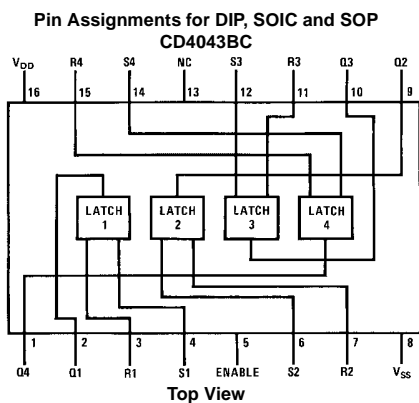 Pin Assignments for DIP, SOIC and SOP
CD4043BC
VDD R4 S4 NC S3 R3 Q3 Q2
16 15 14 13 12 11 10 9
LATCH 1
LATCH 2
LATCH 3
LATCH 4
1 2 3 4 5 6 7 8
Q4 Q1 R1 S1 ENABLE S2 R2 VSS
Top View